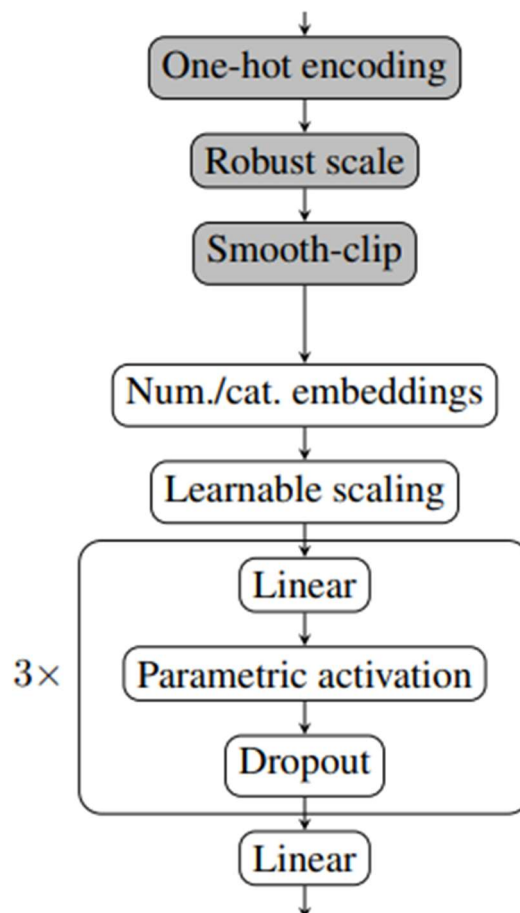 One-hot encoding
Robust scale
Smooth-clip
Num./cat. embeddings
Learnable scaling
Linear
3× Parametric activation
Dropout
Linear